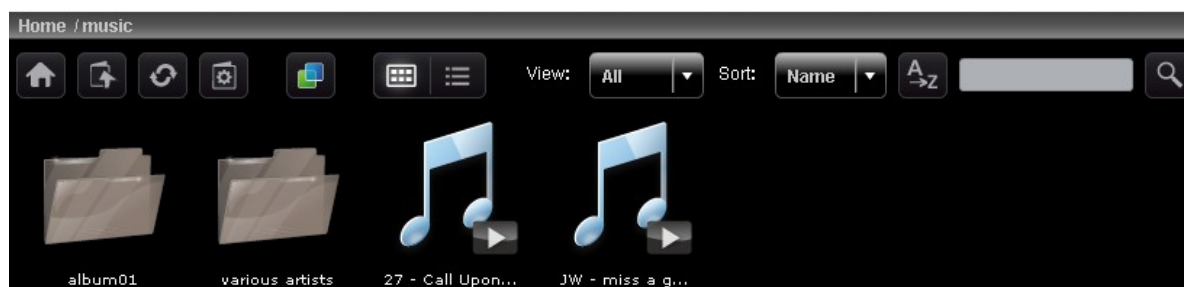 Home / music
View: All Sort: Name A→Z
album01 various artists 27 - Call Upon... JW - miss a g...